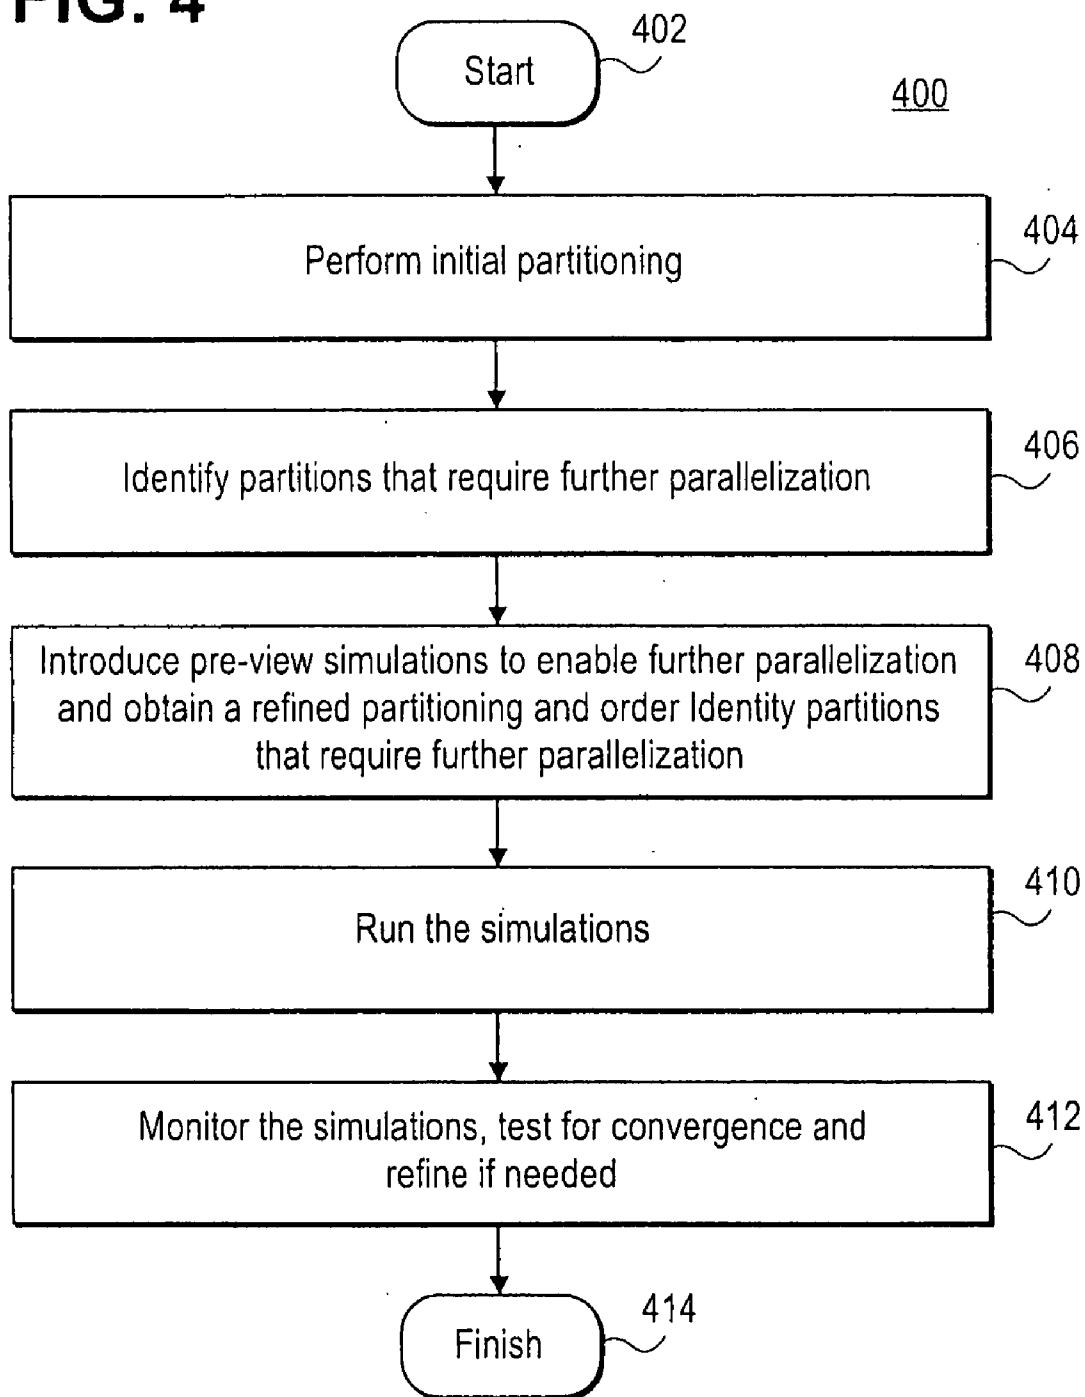 FIG. 4
Start
402
400
Perform initial partitioning
404
Identify partitions that require further parallelization
406
Introduce pre-view simulations to enable further parallelization
and obtain a refined partitioning and order Identity partitions
that require further parallelization
408
Run the simulations
410
Monitor the simulations, test for convergence and
refine if needed
412
Finish
414